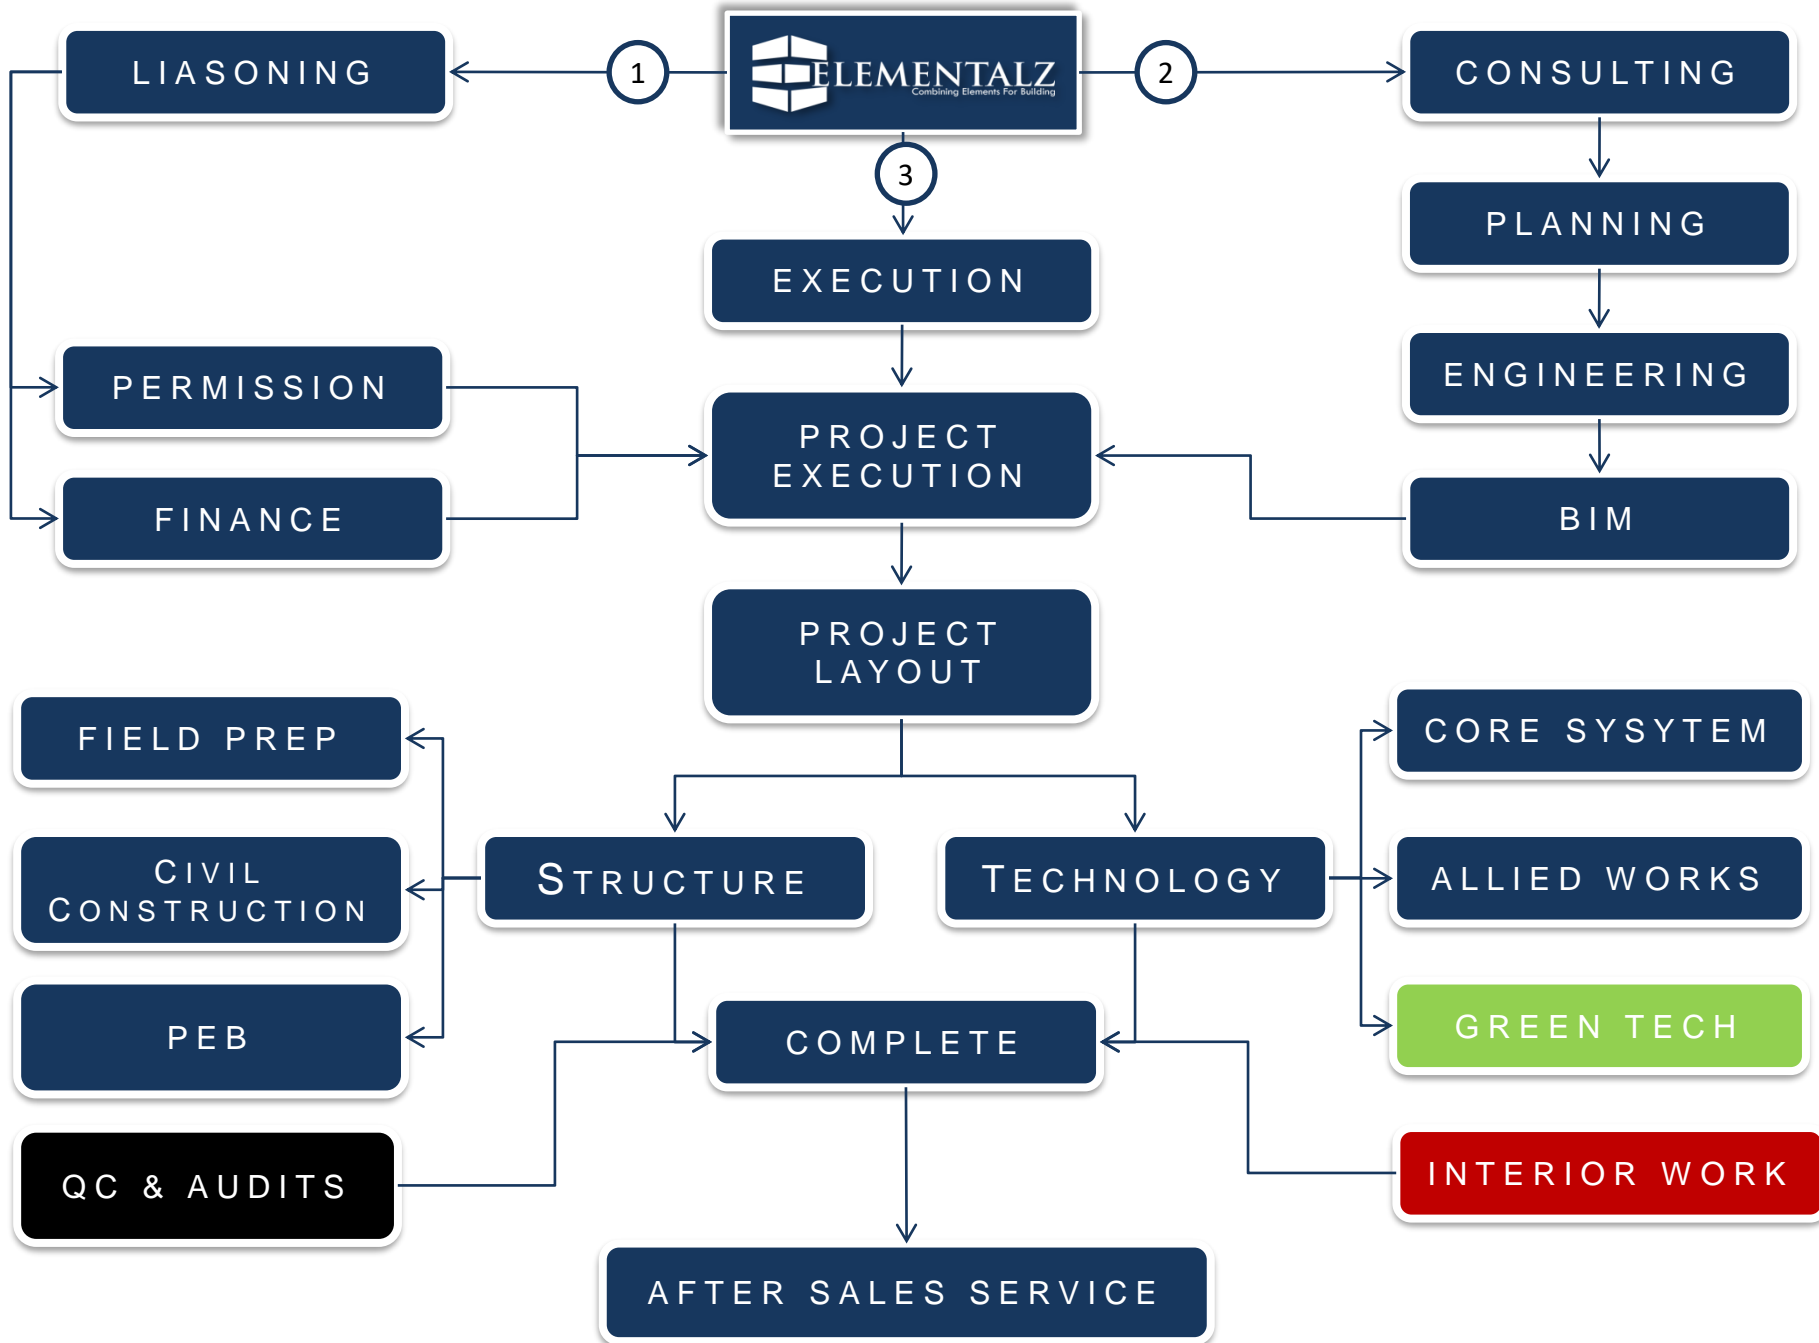 LIASONING
1
ELEMENTALZ
Combining Elements For Building
2
CONSULTING
3
PLANNING
EXECUTION
PERMISSION
ENGINEERING
PROJECT
EXECUTION
FINANCE
BIM
PROJECT
LAYOUT
FIELD PREP
CORE SYSYTEM
CIVIL
CONSTRUCTION
STRUCTURE
TECHNOLOGY
ALLIED WORKS
PEB
COMPLETE
GREEN TECH
QC & AUDITS
INTERIOR WORK
AFTER SALES SERVICE